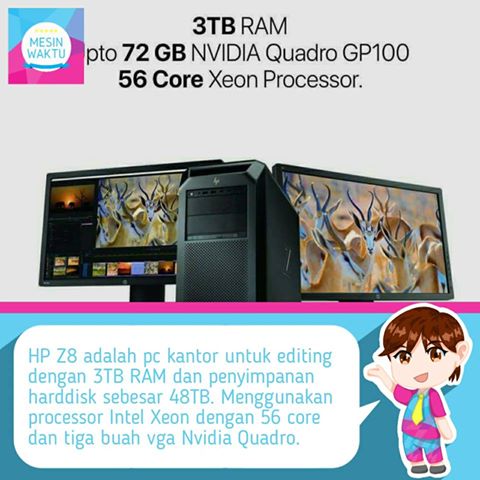 MESIN
WAKTU
3TB RAM
pto 72 GB NVIDIA Quadro GP100
56 Core Xeon Processor.
HP Z8 adalah pc kantor untuk editing
dengan 3TB RAM dan penyimpanan
harddisk sebesar 48TB. Menggunakan
processor Intel Xeon dengan 56 core
dan tiga buah vga Nvidia Quadro.